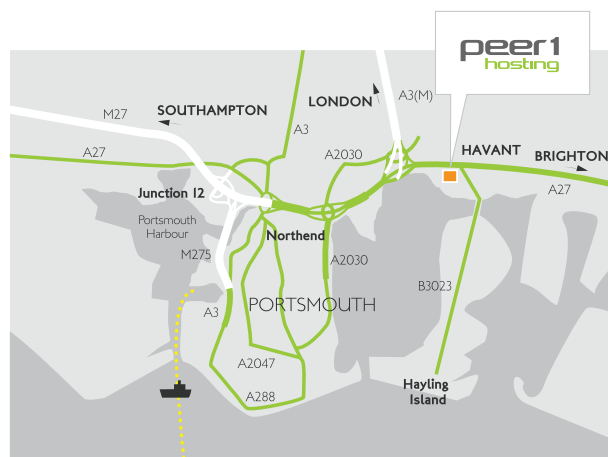 peer1
hosting
M27
SOUTHAMPTON
LONDON
A3(M)
A3
A27
A2030
HAVANT
BRIGHTON
A27
Junction 12
Portsmouth
Harbour
Northend
M275
A2030
B3023
PORTSMOUTH
A3
A2047
A288
Hayling
Island